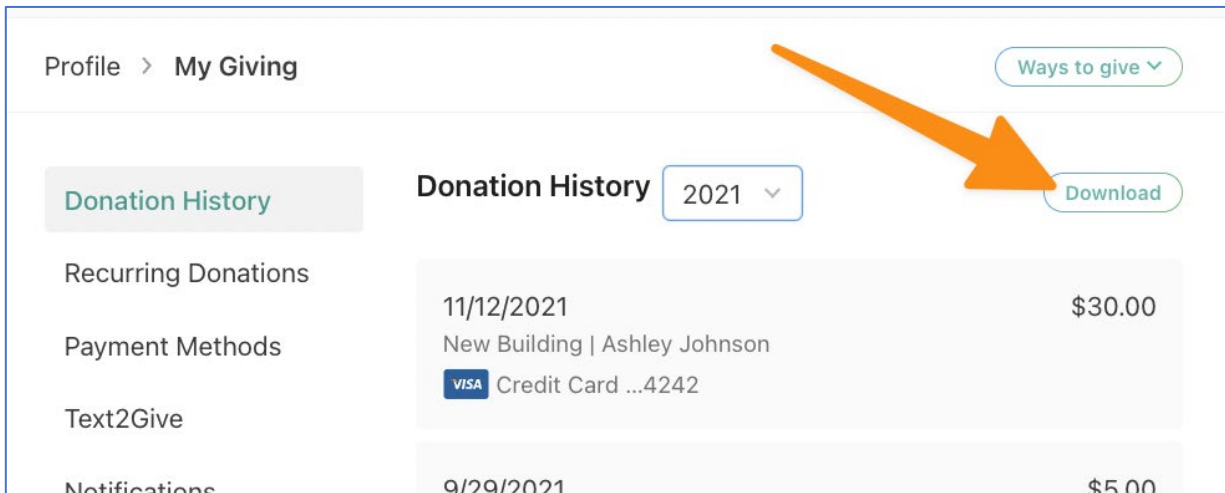 Profile > My Giving
Ways to give
Donation History
Recurring Donations
Payment Methods
Text2Give
Notifications
Donation History 2021
Download
11/12/2021 $30.00
New Building | Ashley Johnson
VISA Credit Card ...4242
9/29/2021 $5.00